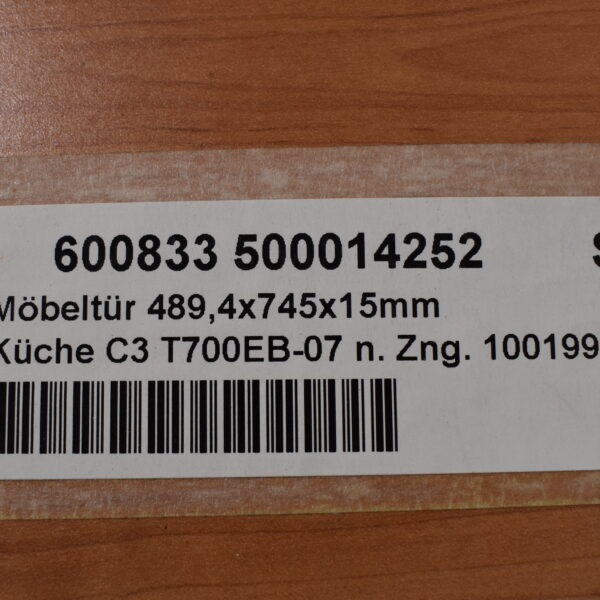 600833 500014252 S
Möbeltür 489,4x745x15mm
Küche C3 T700EB-07 n. Zng. 100199